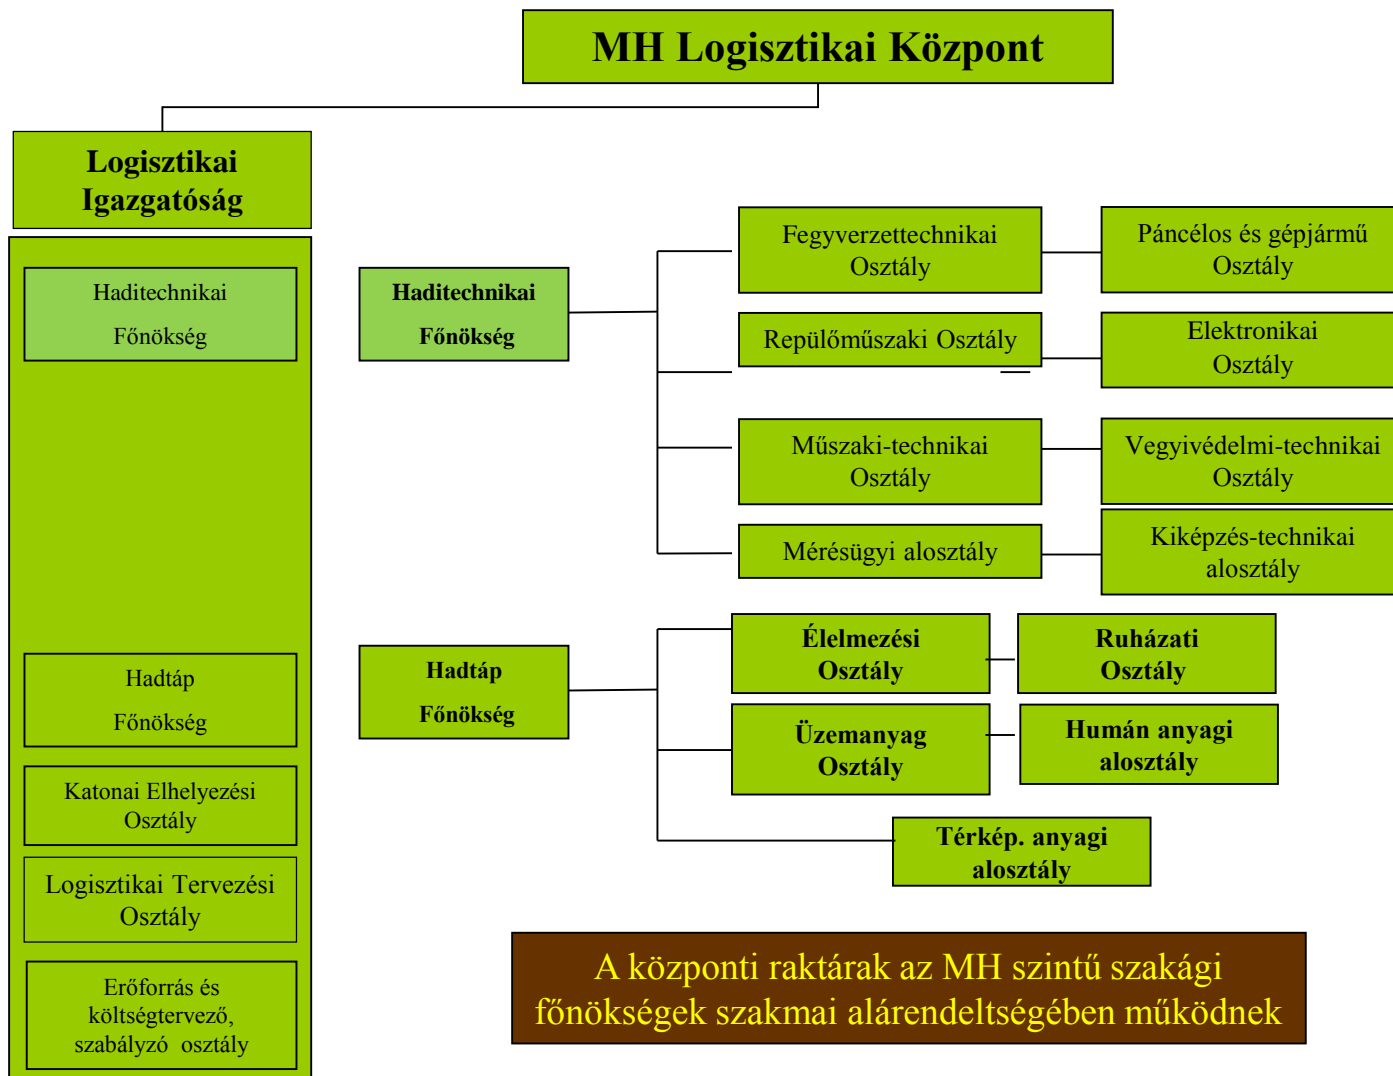 MH Logisztikai Központ
Logisztikai
Igazgatóság
Haditechnikai
Főnökség
Hadtáp
Főnökség
Katonai Elhelyezési
Osztály
Logisztikai Tervezési
Osztály
Erőforrás és
költségtervező,
szabályzó osztály
Haditechnikai
Főnökség
Fegyverzettechnikai
Osztály
Páncélos és gépjármű
Osztály
Repülőműszaki Osztály
Elektronikai
Osztály
Műszaki-technikai
Osztály
Vegyivédelmi-technikai
Osztály
Mérésügyi alosztály
Kiképzés-technikai
alosztály
Hadtáp
Főnökség
Élelmezési
Osztály
Ruházati
Osztály
Üzemanyag
Osztály
Humán anyagi
alosztály
Térkép. anyagi
alosztály
A központi raktárak az MH szintű szakági
főnökségek szakmai alárendeltségében működnek